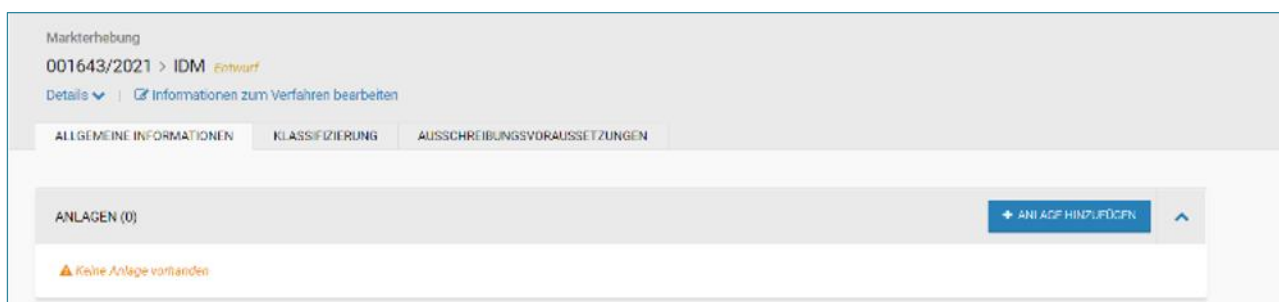 Markterhebung
001643/2021 > IDM Entwurf
Details | Informationen zum Verfahren bearbeiten
ALLGEMEINE INFORMATIONEN KLASSIFIZIERUNG AUSSCHREIBUNGSVORAUSSETZUNGEN
ANLAGEN (0) + ANLAGE HINZUFÜGEN
Keine Anlage vorhanden